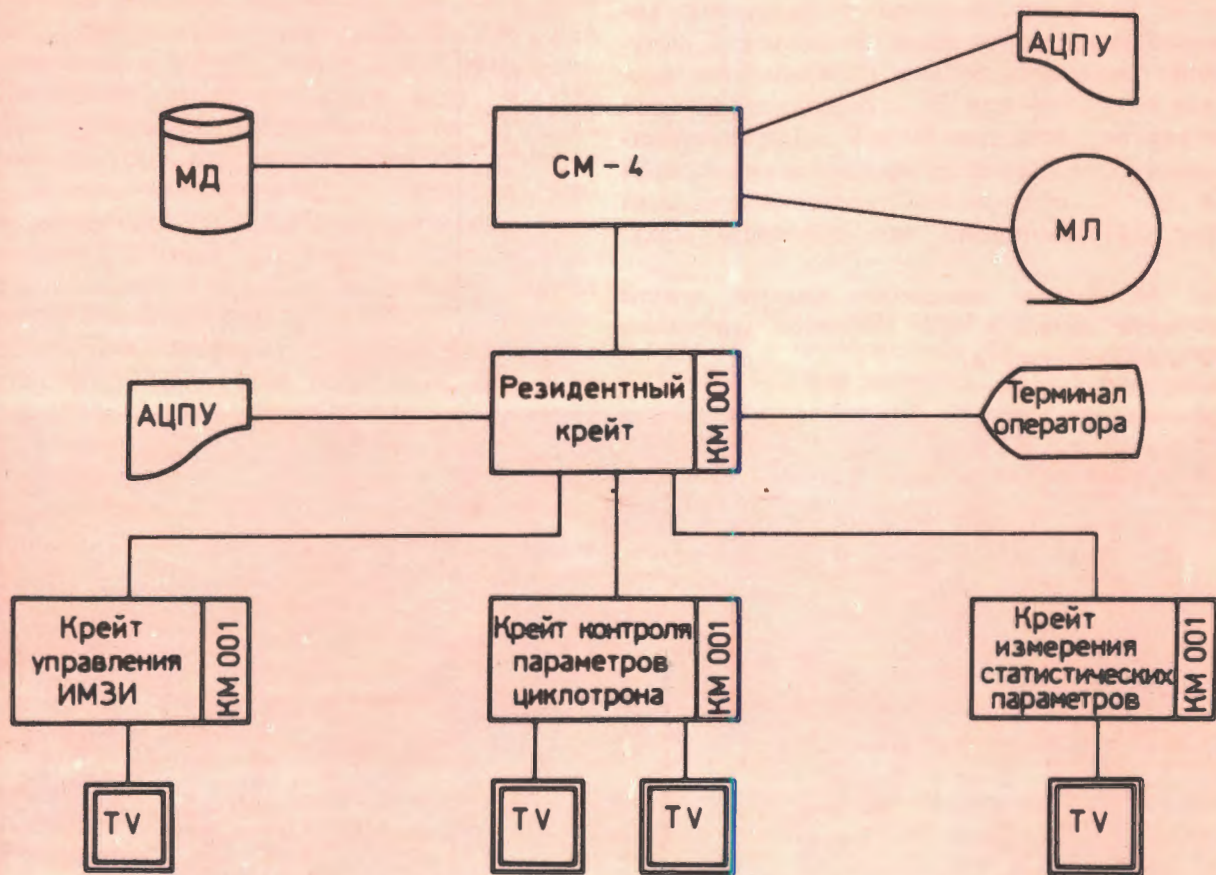 АЦПУ
МД
СМ-4
МЛ
АЦПУ
Резидентный
крейт
КМ 001
Терминал
оператора
Крейт
управления
ИМЗИ
КМ 001
Крейт контроля
параметров
циклотрона
КМ 001
Крейт
измерения
статистических
параметров
КМ 001
TV
TV
TV
TV